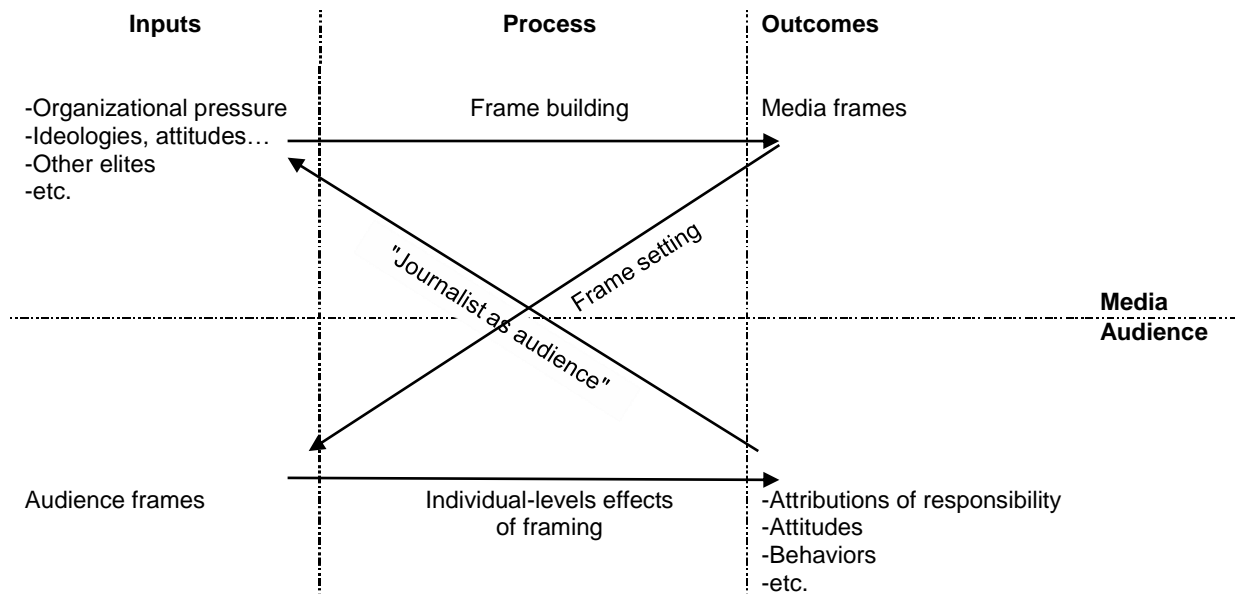 Inputs
Process
Outcomes
-Organizational pressure
-Ideologies, attitudes…
-Other elites
-etc.
Frame building
Media frames
"Journalist as audience"
Frame setting
Media
Audience
Audience frames
Individual-levels effects
of framing
-Attributions of responsibility
-Attitudes
-Behaviors
-etc.